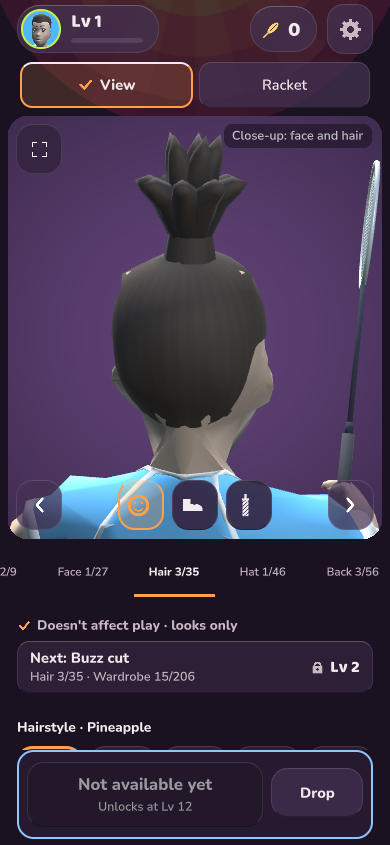 Lv 1
0
View
Racket
Close-up: face and hair
2/9
Face 1/27
Hair 3/35
Hat 1/46
Back 3/56
Doesn't affect play · looks only
Next: Buzz cut
Hair 3/35 · Wardrobe 15/206
Lv 2
Hairstyle · Pineapple
Not available yet
Unlocks at Lv 12
Drop